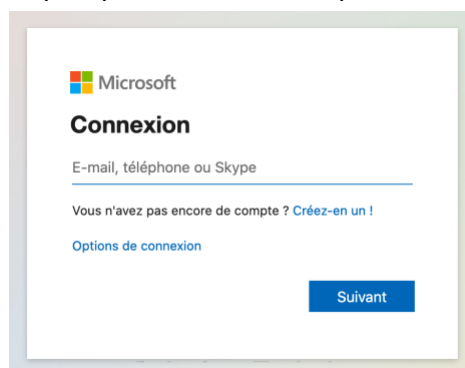 Microsoft
Connexion
E-mail, téléphone ou Skype
Vous n'avez pas encore de compte ? Créez-en un !
Options de connexion
Suivant